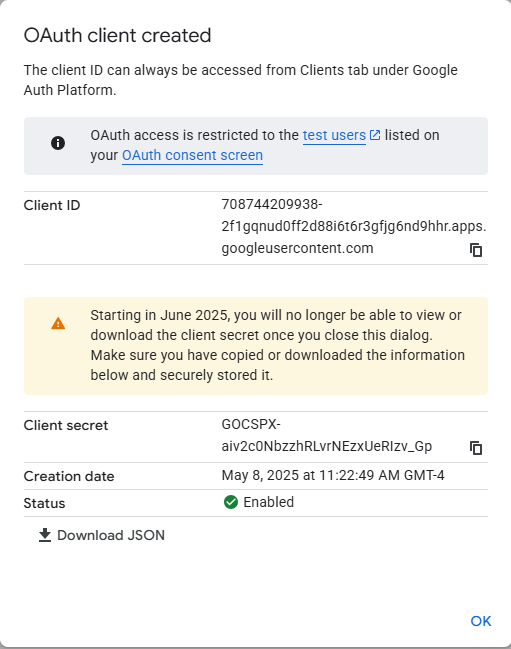 OAuth client created
The client ID can always be accessed from Clients tab under Google
Auth Platform.
OAuth access is restricted to the test users listed on
your OAuth consent screen
Client ID
708744209938-
2f1gqnud0ff2d88i6t6r3gfjg6nd9hhr.apps.
googleusercontent.com
Starting in June 2025, you will no longer be able to view or
download the client secret once you close this dialog.
Make sure you have copied or downloaded the information
below and securely stored it.
Client secret
GOCSPX-
aiv2c0NbzzhRLvrNEzxUeRIzv_Gp
Creation date
May 8, 2025 at 11:22:49 AM GMT-4
Status
Enabled
Download JSON
OK